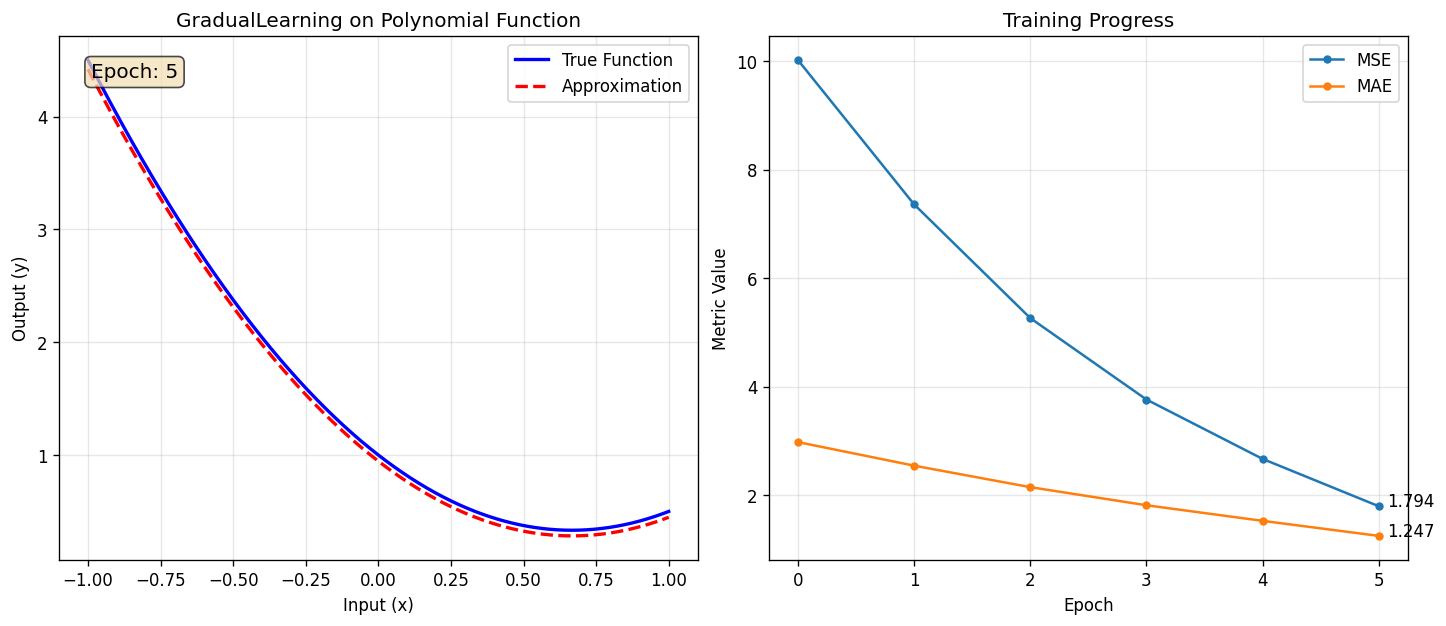 GradualLearning on Polynomial Function
Epoch: 5
True Function
Approximation
Output (y)
4
3
2
1
−1.00 −0.75 −0.50 −0.25 0.00 0.25 0.50 0.75 1.00
Input (x)
Training Progress
MSE
MAE
Metric Value
10
8
6
4
2
1.794
1.247
0 1 2 3 4 5
Epoch